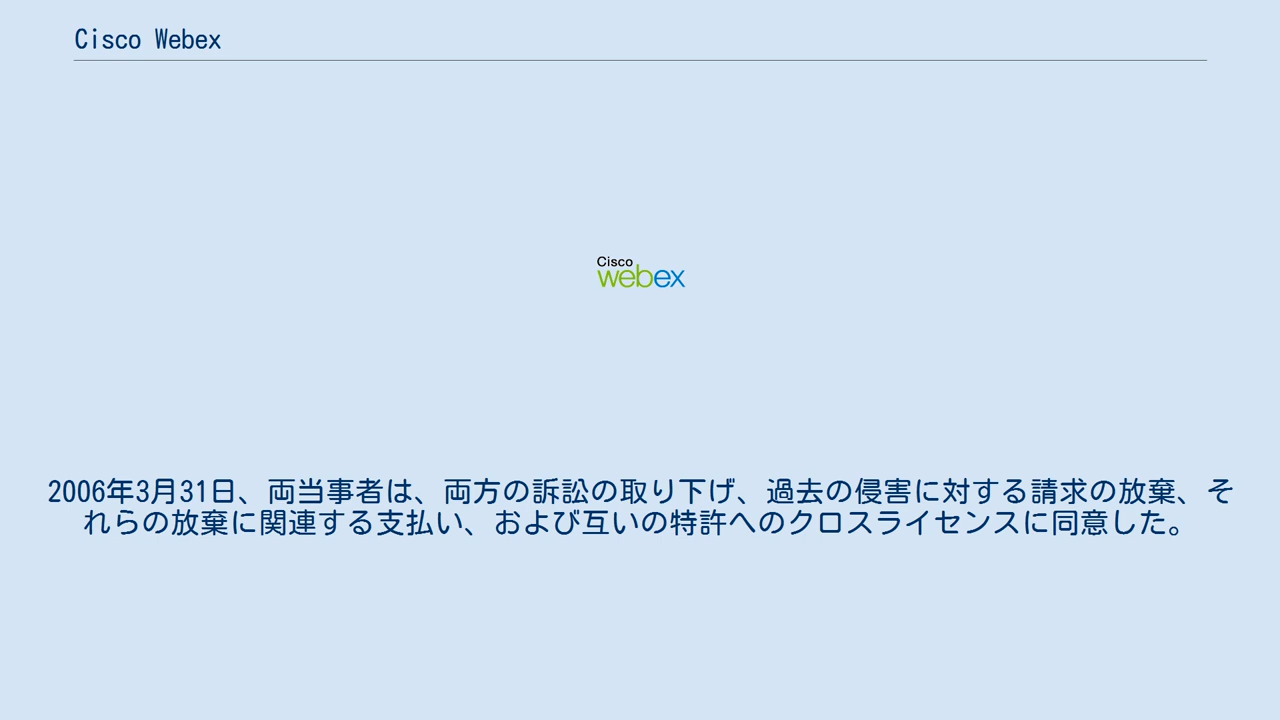 Cisco Webex
Cisco
webex
2006年3月31日、両当事者は、両方の訴訟の取り下げ、過去の侵害に対する請求の放棄、そ
れらの放棄に関連する支払い、および互いの特許へのクロスライセンスに同意した。